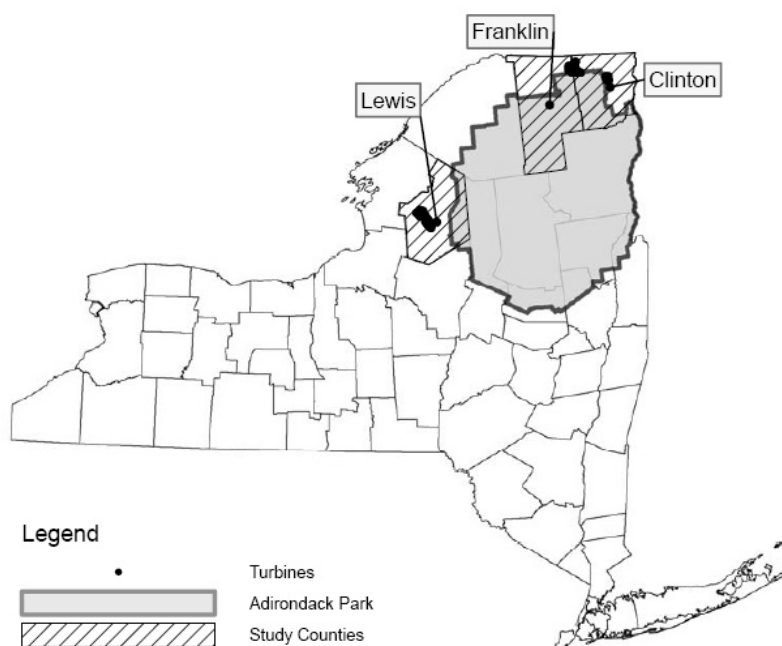 Franklin
Clinton
Lewis
Legend
Turbines
Adirondack Park
Study Counties